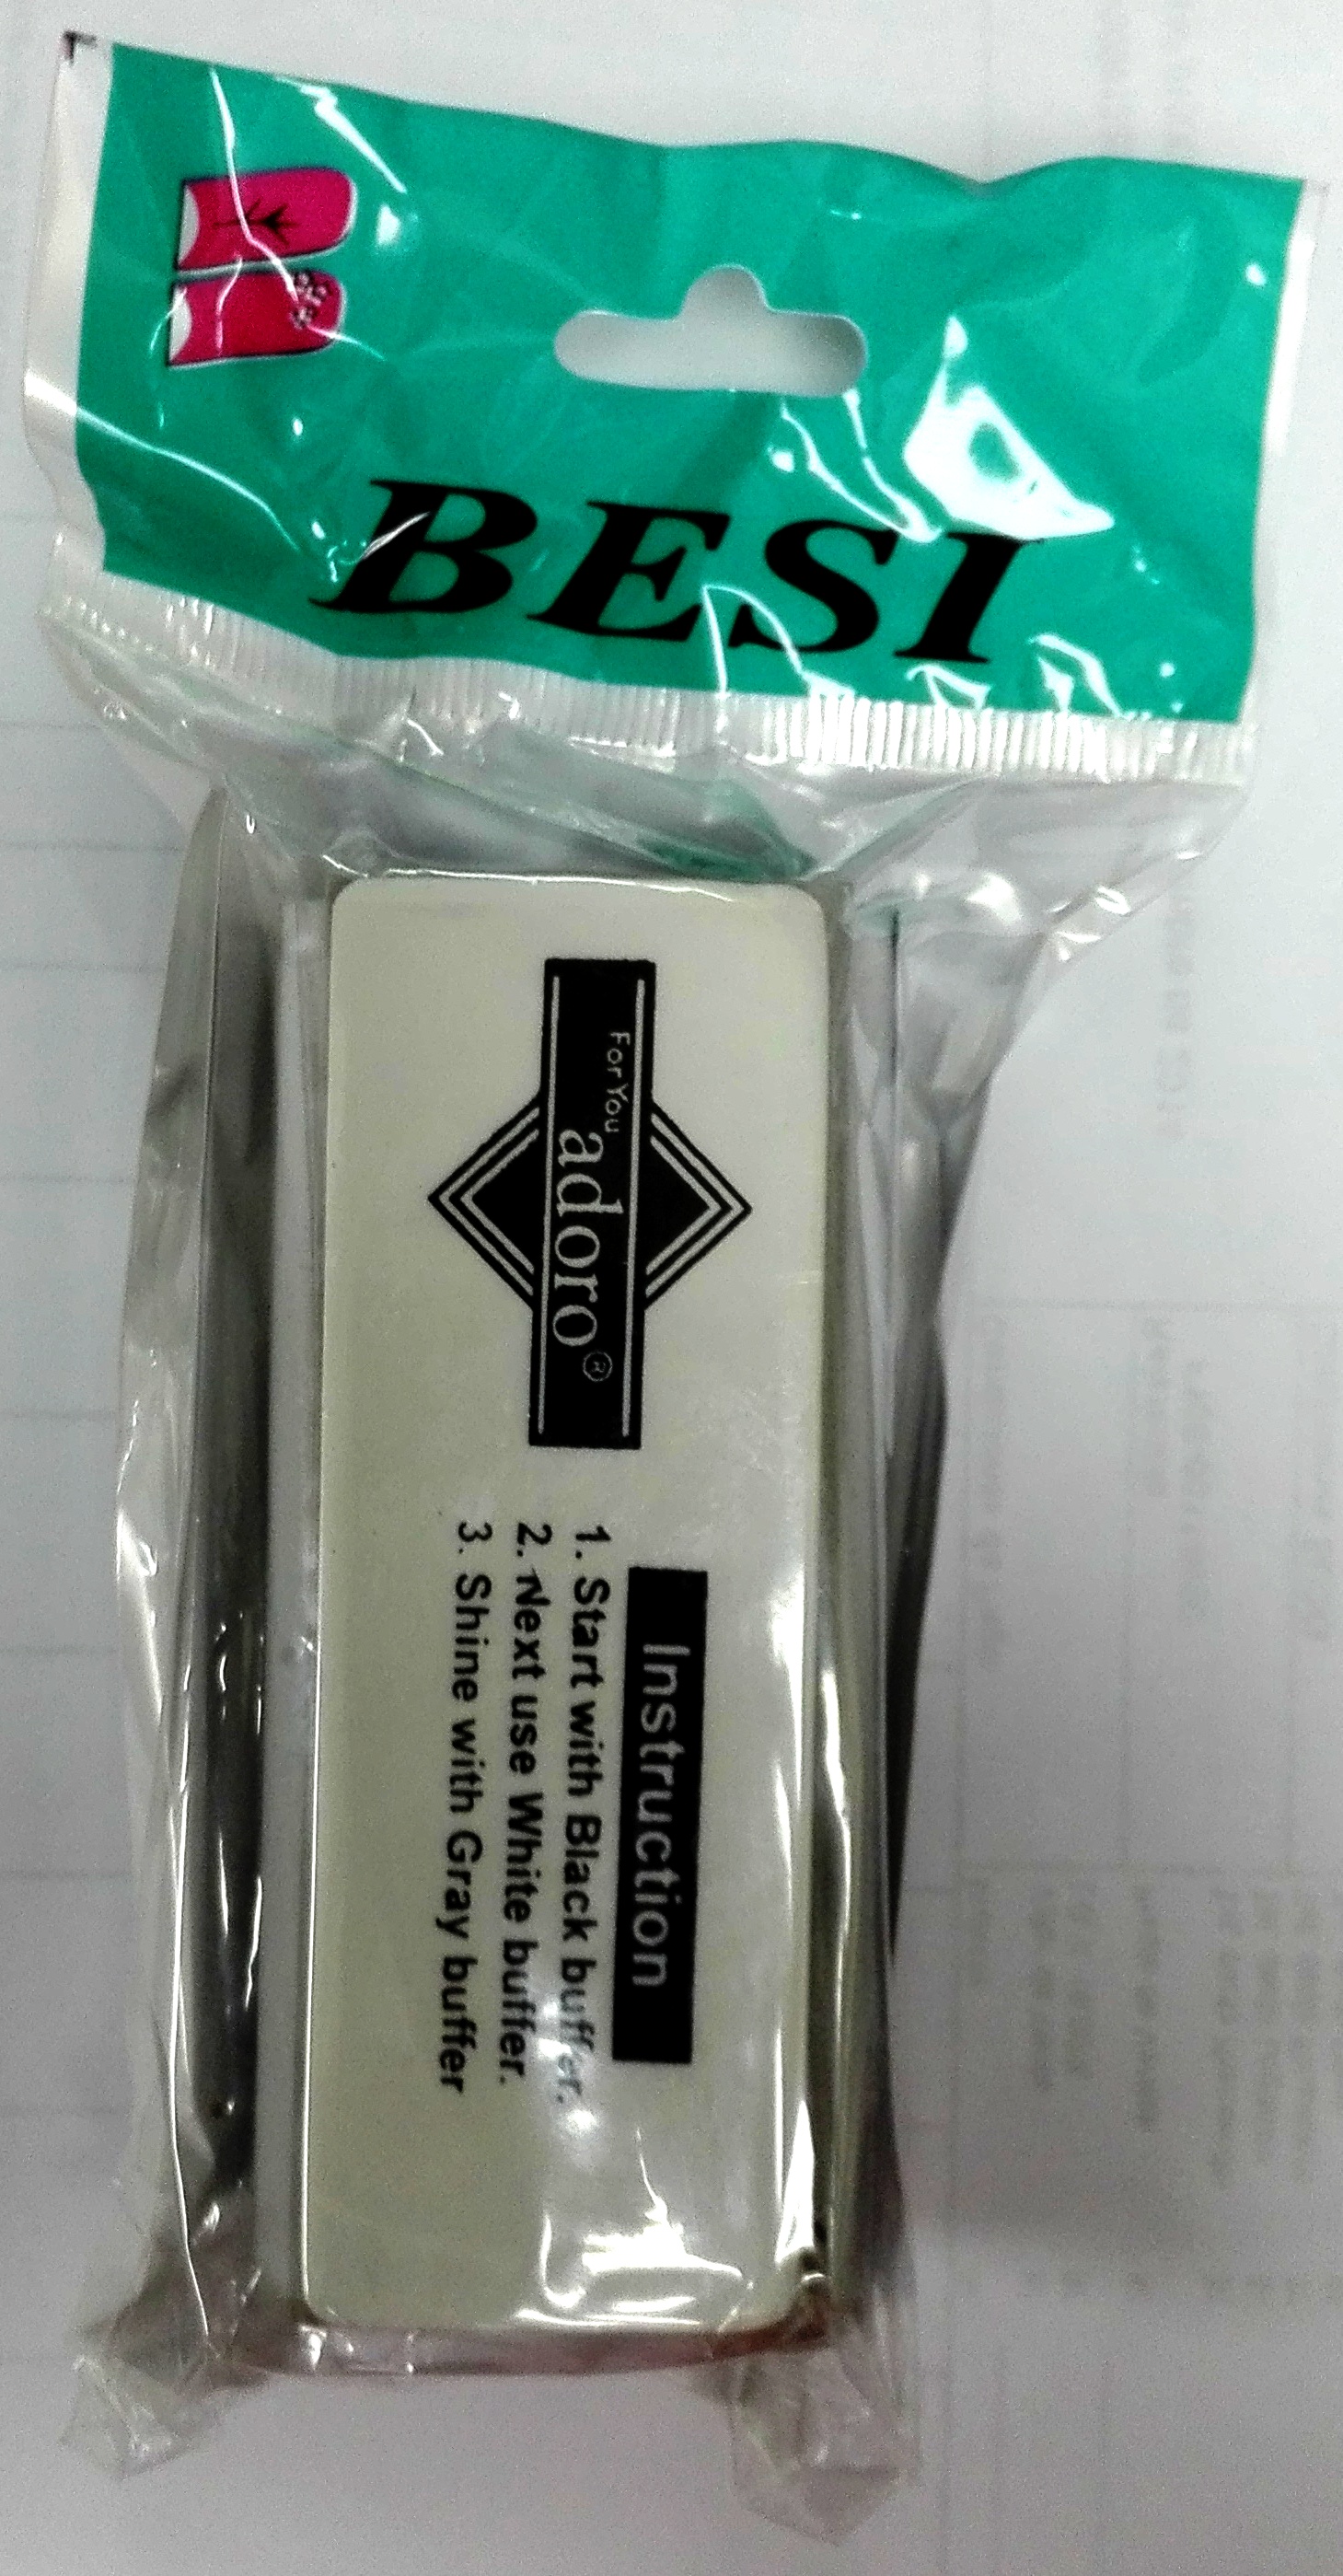 BESI
For You
adoro®
Instruction
1. Start with Black buffer.
2. Next use White buffer.
3. Shine with Gray buffer